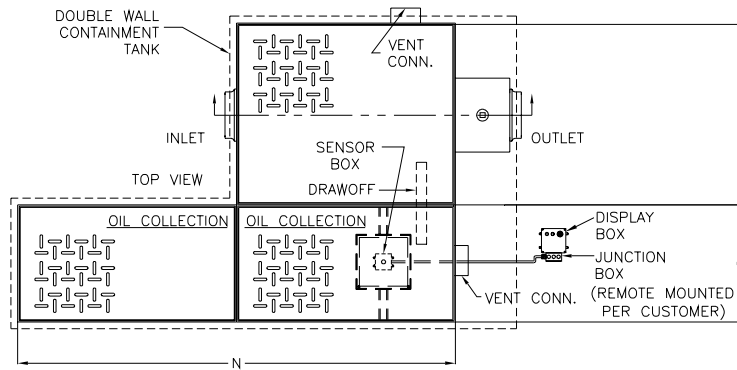 DOUBLE WALL
CONTAINMENT
TANK
VENT
CONN.
INLET
OUTLET
SENSOR
BOX
TOP VIEW
DRAWOFF
OIL COLLECTION
OIL COLLECTION
DISPLAY
BOX
JUNCTION
BOX
(REMOTE MOUNTED
PER CUSTOMER)
VENT CONN.
N